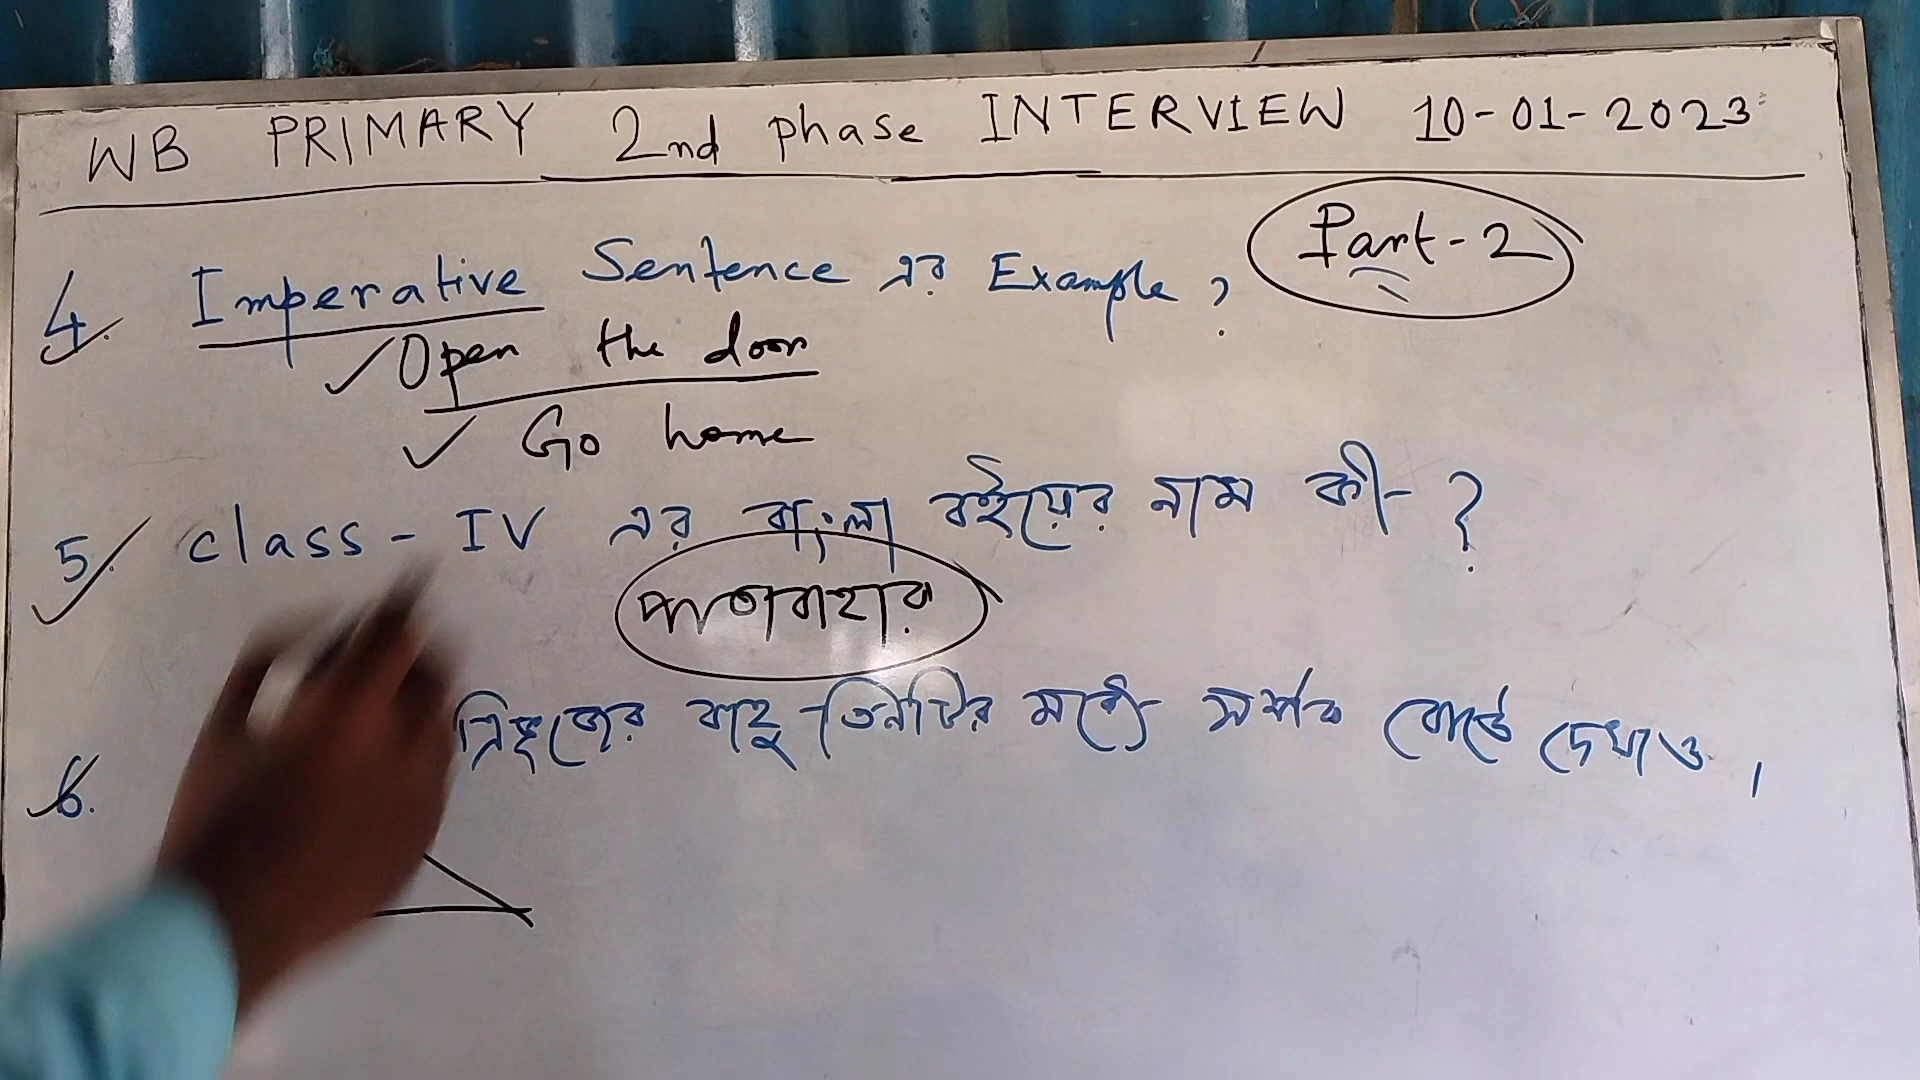 WB PRIMARY 2nd phase INTERVIEW 10-01-2023
Part-2
4. Imperative Sentence এর Example ?
Open the door
Go home
5. class - IV এর বাংলা বইয়ের নাম কী- ?
পাতাবাহার
6. ত্রিভুজের বাহু তিনটির মধ্যে সম্পর্ক বোর্ডে দেখাও।